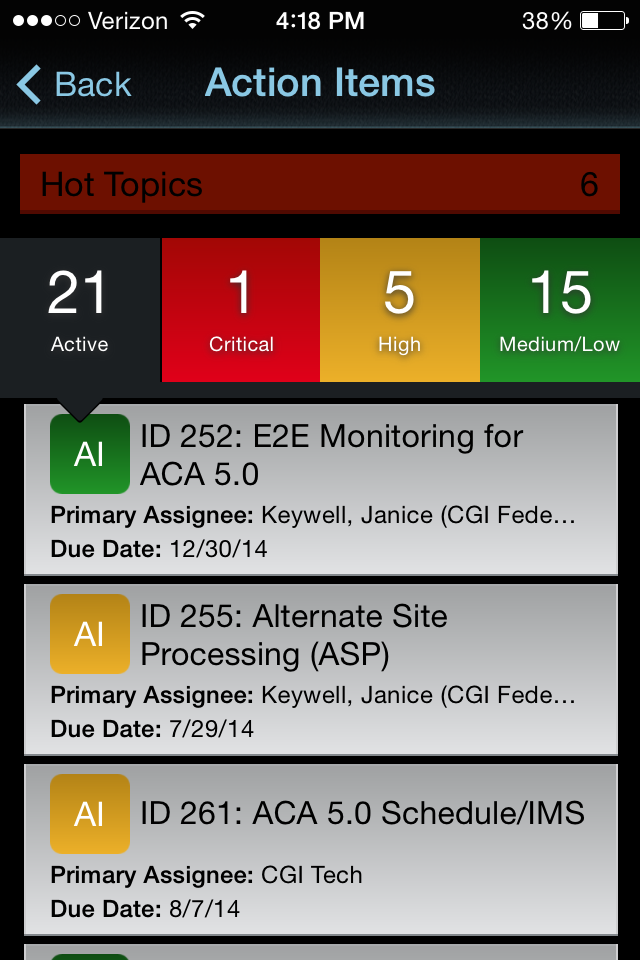 Verizon 4:18 PM 38%
Back Action Items
Hot Topics 6
21 1 5 15
Active Critical High Medium/Low
AI ID 252: E2E Monitoring for
ACA 5.0
Primary Assignee: Keywell, Janice (CGI Fede...
Due Date: 12/30/14
AI ID 255: Alternate Site
Processing (ASP)
Primary Assignee: Keywell, Janice (CGI Fede...
Due Date: 7/29/14
AI ID 261: ACA 5.0 Schedule/IMS
Primary Assignee: CGI Tech
Due Date: 8/7/14